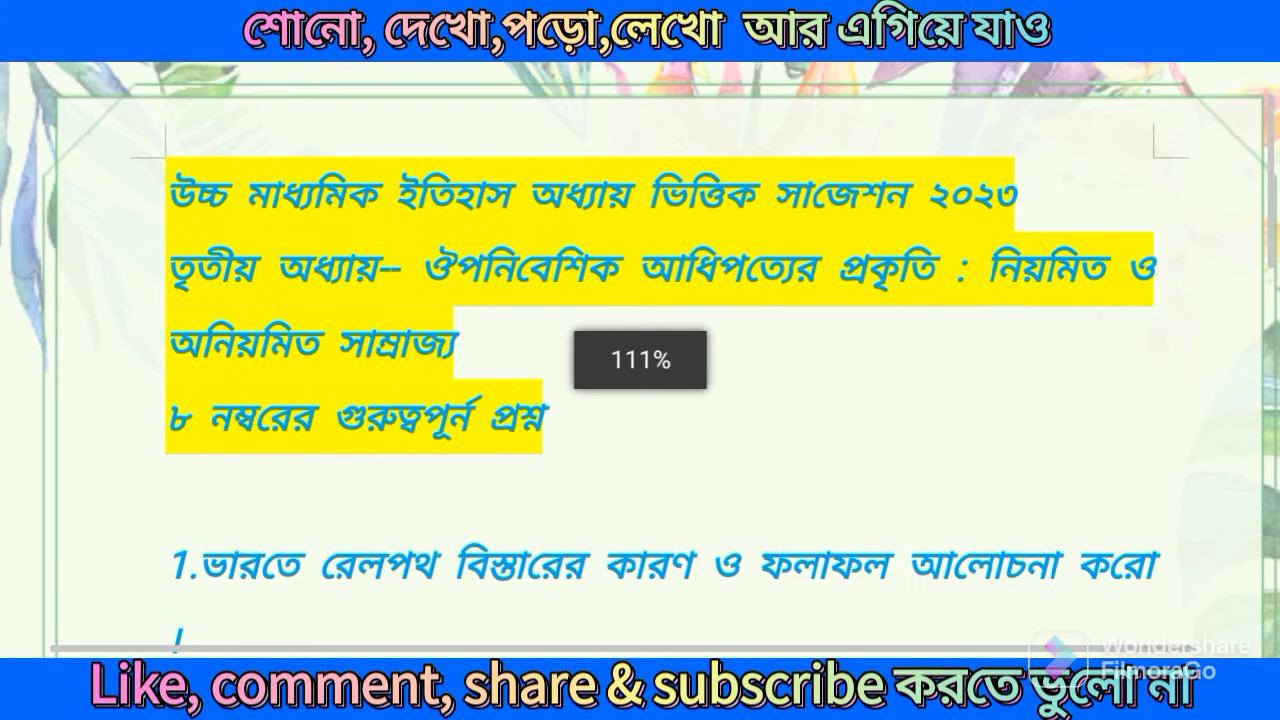 শোনো, দেখো,পড়ো,লেখো আর এগিয়ে যাও
উচ্চ মাধ্যমিক ইতিহাস অধ্যায় ভিত্তিক সাজেশন ২০২৩
তৃতীয় অধ্যায়-- ঔপনিবেশিক আধিপত্যের প্রকৃতি : নিয়মিত ও
অনিয়মিত সাম্রাজ্য
111%
৮ নম্বরের গুরুত্বপূর্ন প্রশ্ন
1.ভারতে রেলপথ বিস্তারের কারণ ও ফলাফল আলোচনা করো
।
Wondershare
FilmoraGo
Like, comment, share & subscribe করতে ভুলো না